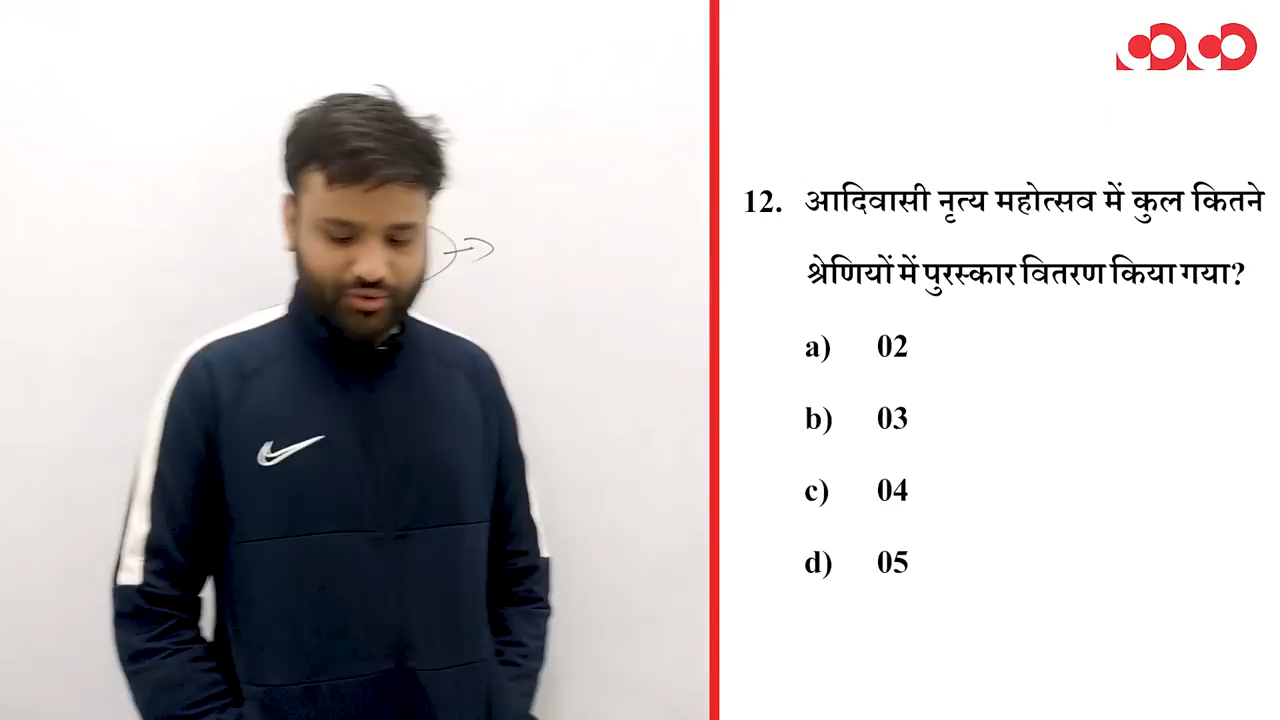 12. आदिवासी नृत्य महोत्सव में कुल कितने
श्रेणियों में पुरस्कार वितरण किया गया?
a) 02
b) 03
c) 04
d) 05